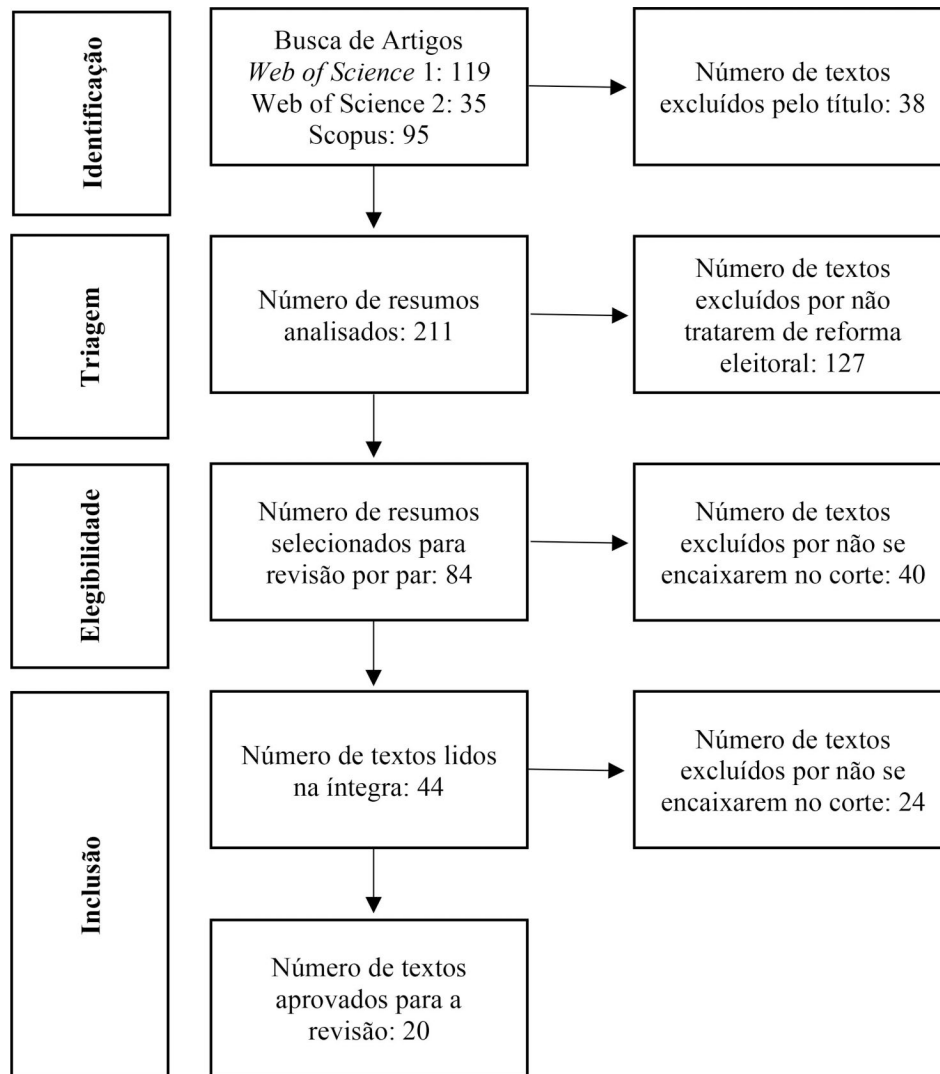 Identificação
Busca de Artigos
Web of Science 1: 119
Web of Science 2: 35
Scopus: 95
Número de textos
excluídos pelo título: 38
Triagem
Número de resumos
analisados: 211
Número de textos
excluídos por não
tratarem de reforma
eleitoral: 127
Elegibilidade
Número de resumos
selecionados para
revisão por par: 84
Número de textos
excluídos por não se
encaixarem no corte: 40
Inclusão
Número de textos lidos
na íntegra: 44
Número de textos
excluídos por não se
encaixarem no corte: 24
Número de textos
aprovados para a
revisão: 20